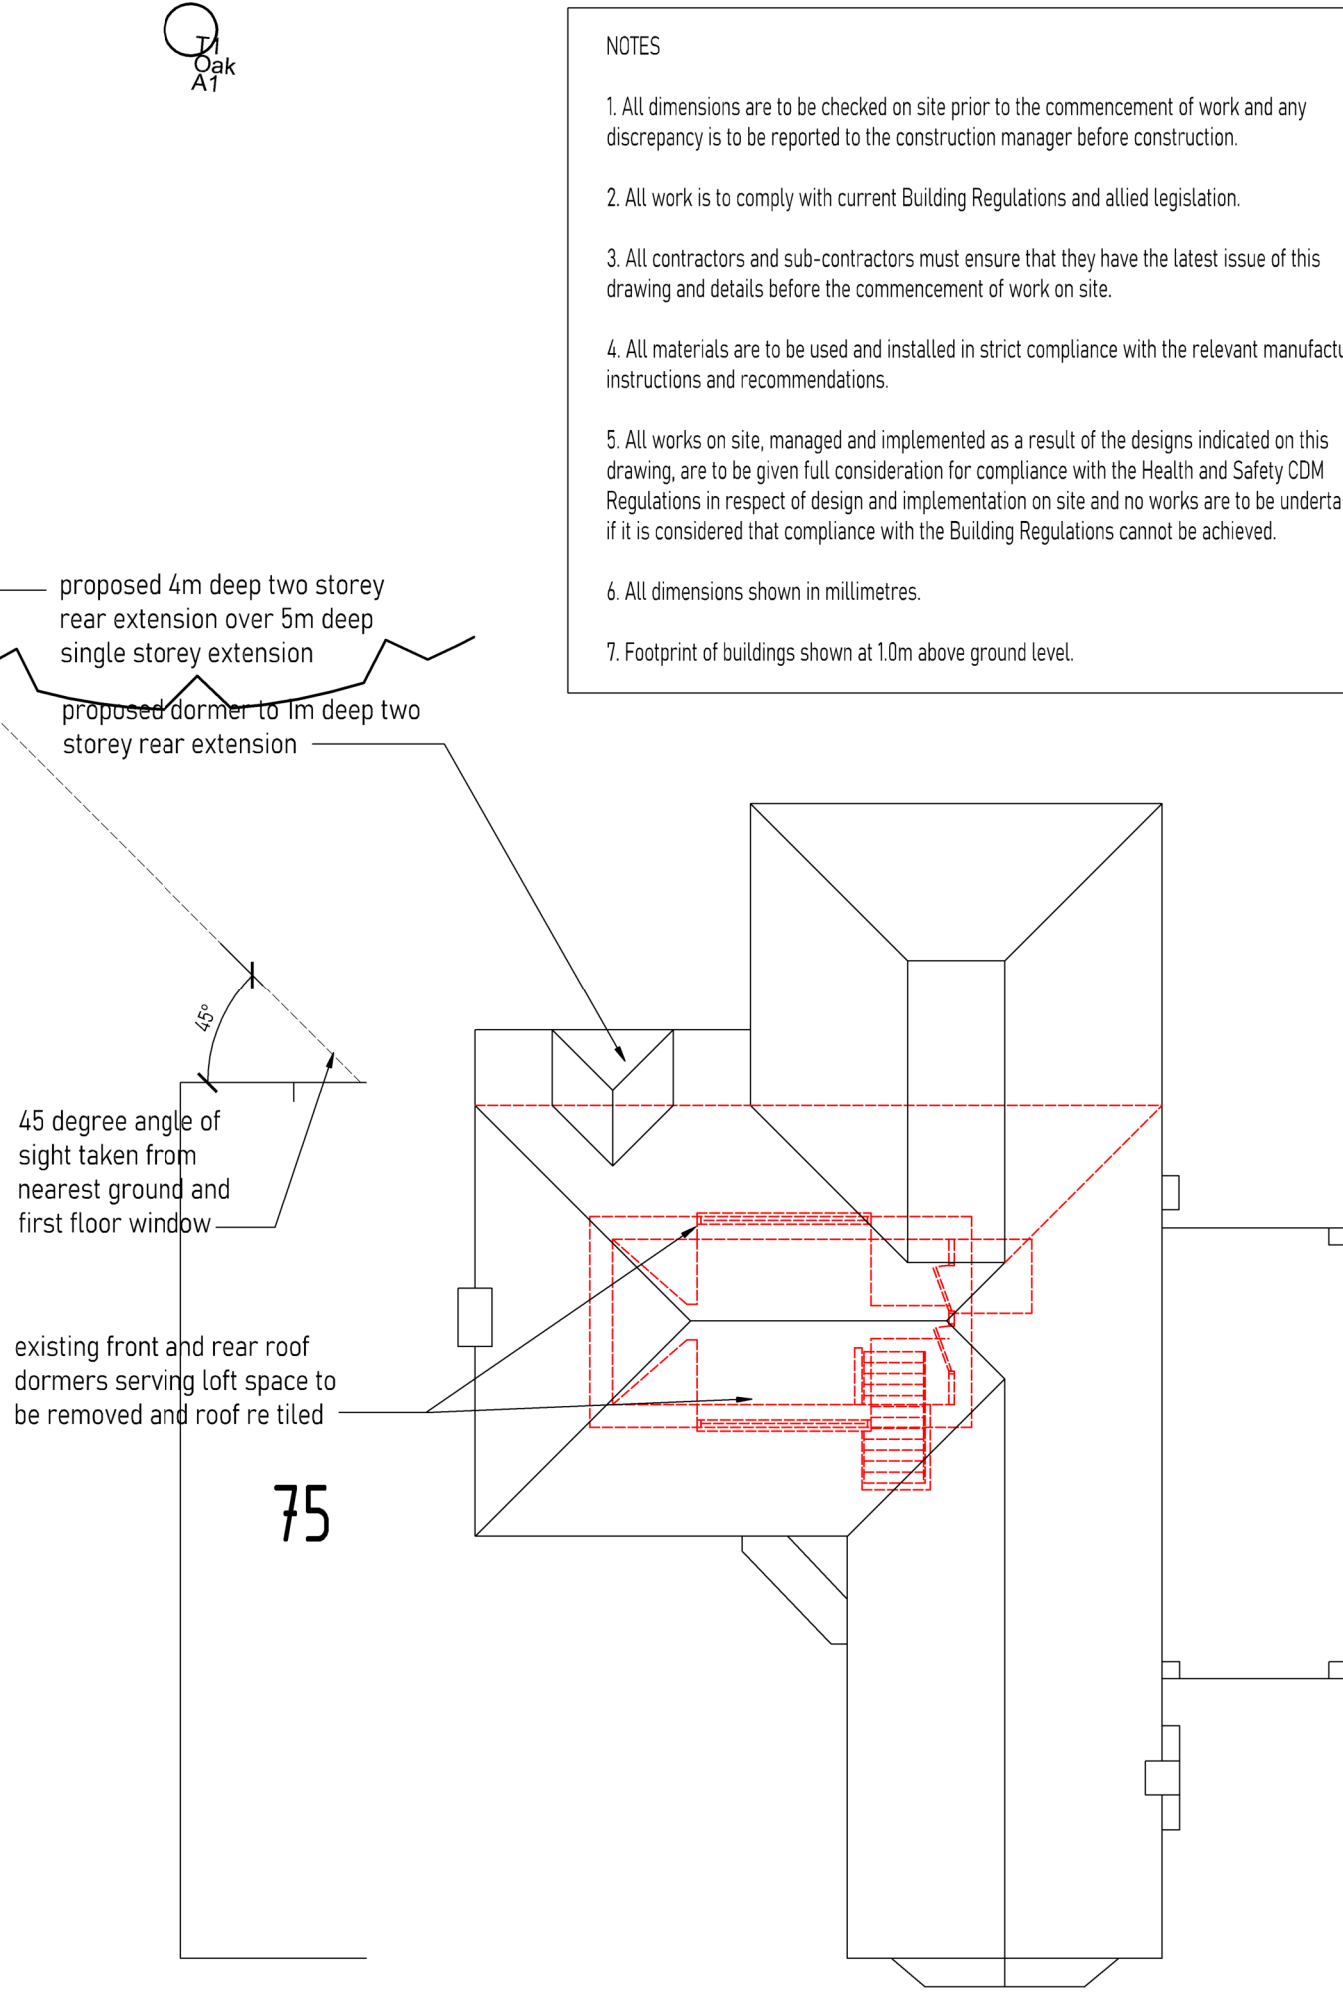 T1
Oak
A1
NOTES
1. All dimensions are to be checked on site prior to the commencement of work and any
discrepancy is to be reported to the construction manager before construction.
2. All work is to comply with current Building Regulations and allied legislation.
3. All contractors and sub-contractors must ensure that they have the latest issue of this
drawing and details before the commencement of work on site.
4. All materials are to be used and installed in strict compliance with the relevant manufactu
instructions and recommendations.
5. All works on site, managed and implemented as a result of the designs indicated on this
drawing, are to be given full consideration for compliance with the Health and Safety CDM
Regulations in respect of design and implementation on site and no works are to be underta
if it is considered that compliance with the Building Regulations cannot be achieved.
6. All dimensions shown in millimetres.
7. Footprint of buildings shown at 1.0m above ground level.
proposed 4m deep two storey
rear extension over 5m deep
single storey extension
proposed dormer to 1m deep two
storey rear extension
45°
45 degree angle of
sight taken from
nearest ground and
first floor window
existing front and rear roof
dormers serving loft space to
be removed and roof re tiled
75